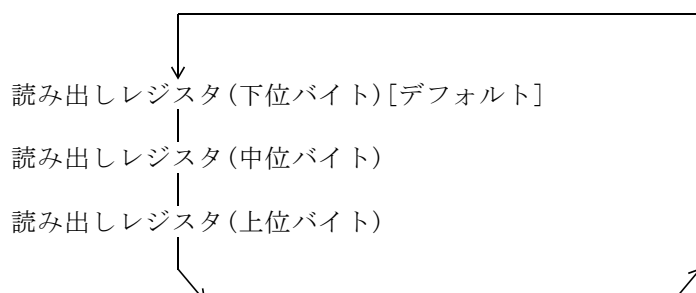 読み出しレジスタ(下位バイト)[デフォルト]
読み出しレジスタ(中位バイト)
読み出しレジスタ(上位バイト)